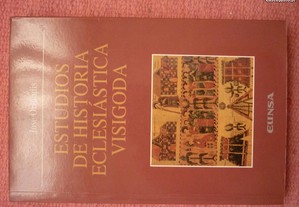 ESTUDIOS
DE HISTORIA
ECLESIÁSTICA
VISIGODA
EUNSA